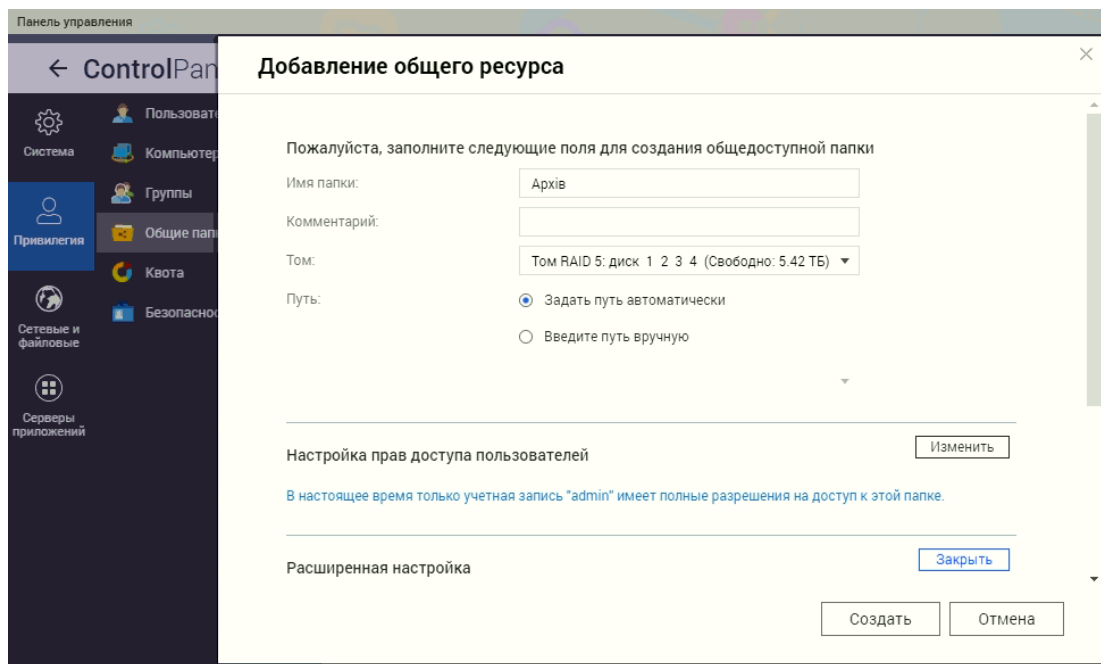 Панель управления
ControlPan
Добавление общего ресурса
Система
Привилегия
Сетевые и
файловые
Серверы
приложений
Пользовате
Компьютер
Группы
Общие пап
Квота
Безопаснос
Пожалуйста, заполните следующие поля для создания общедоступной папки
Имя папки: Архів
Комментарий:
Том: Том RAID 5: диск 1 2 3 4 (Свободно: 5.42 ТБ)
Путь: Задать путь автоматически
Введите путь вручную
Настройка прав доступа пользователей Изменить
В настоящее время только учетная запись "admin" имеет полные разрешения на доступ к этой папке.
Расширенная настройка Закрыть
Создать Отмена